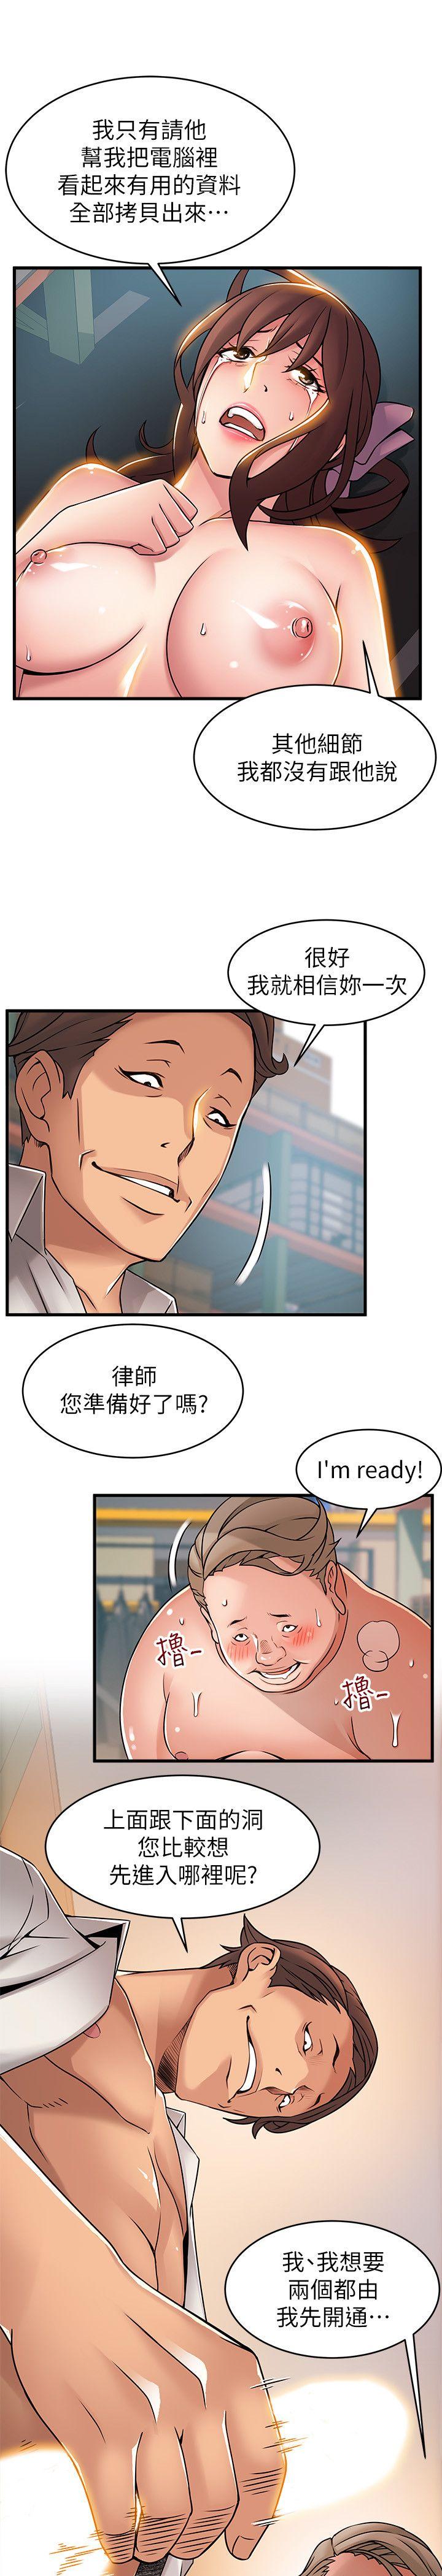 我只有請他
幫我把電腦裡
看起來有用的資料
全部拷貝出來…
其他細節
我都沒有跟他說
很好
我就相信妳一次
律師
您準備好了嗎?
I'm ready!
擼-
擼-
上面跟下面的洞
您比較想
先進入哪裡呢?
我、我想要
兩個都由
我先開通…